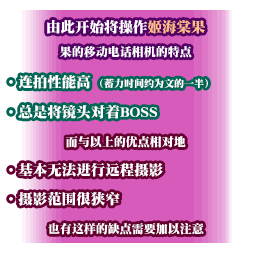 由此开始将操作姬海棠果
果的移动电话相机的特点
・连拍性能高（蓄力时间约为文的一半）
・总是将镜头对着BOSS
而与以上的优点相对地
・基本无法进行远程摄影
・摄影范围很狭窄
也有这样的缺点需要加以注意